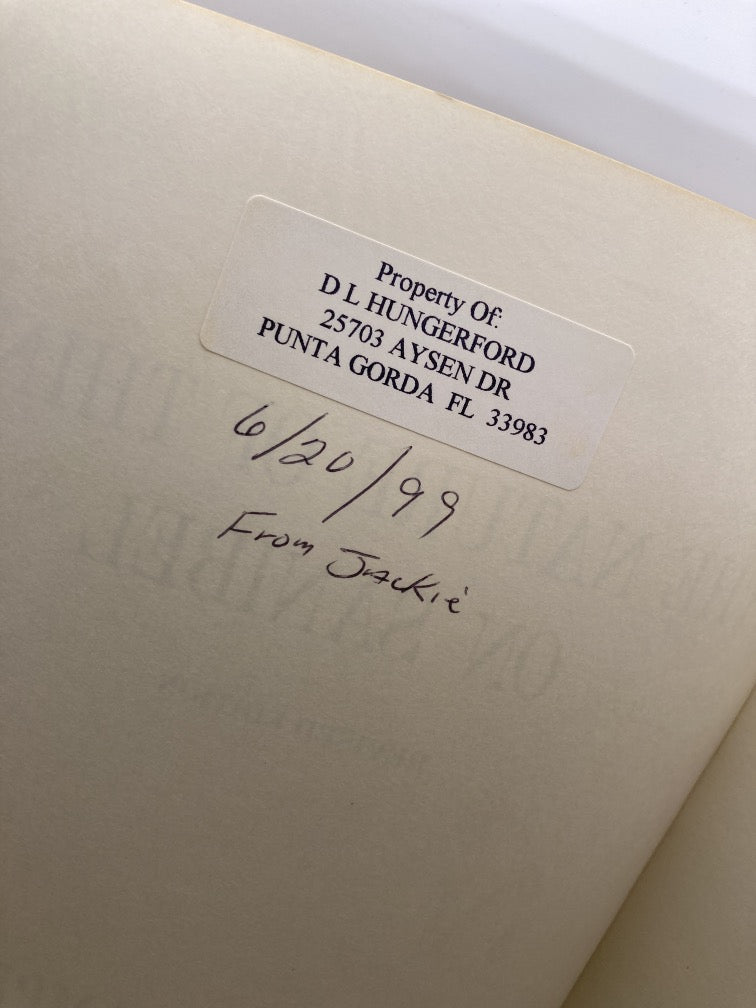 Property Of:
D L HUNGERFORD
25703 AYSEN DR
PUNTA GORDA FL 33983
6/20/99
From Jackie